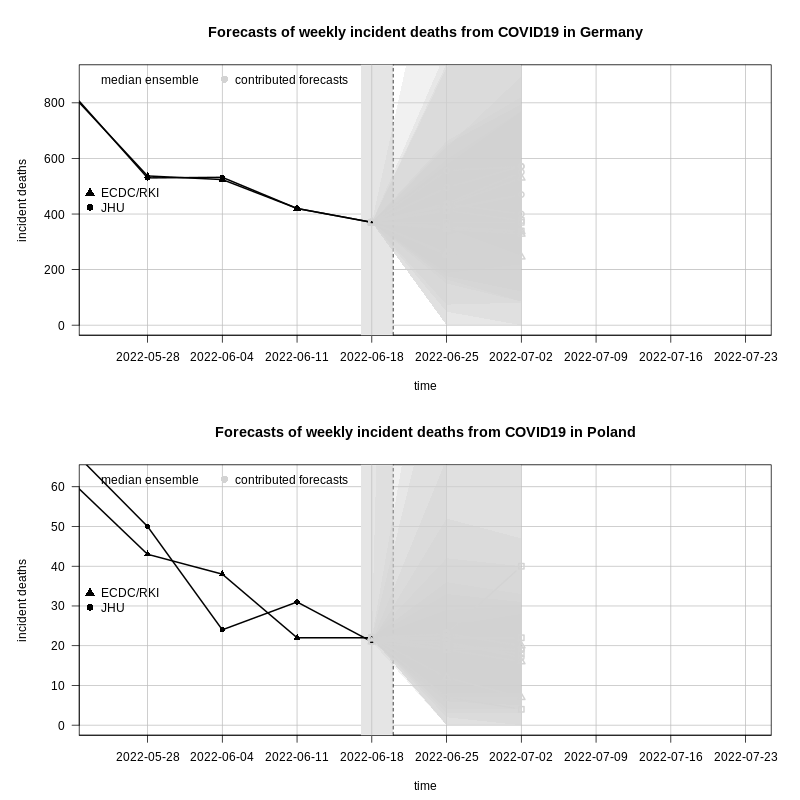 Forecasts of weekly incident deaths from COVID19 in Germany
median ensemble contributed forecasts
800
600
ECDC/RKI
JHU
400
200
0
incident deaths
2022-05-28 2022-06-04 2022-06-11 2022-06-18 2022-06-25 2022-07-02 2022-07-09 2022-07-16 2022-07-23
time
Forecasts of weekly incident deaths from COVID19 in Poland
median ensemble contributed forecasts
60
50
40
ECDC/RKI
JHU
30
20
10
0
incident deaths
2022-05-28 2022-06-04 2022-06-11 2022-06-18 2022-06-25 2022-07-02 2022-07-09 2022-07-16 2022-07-23
time